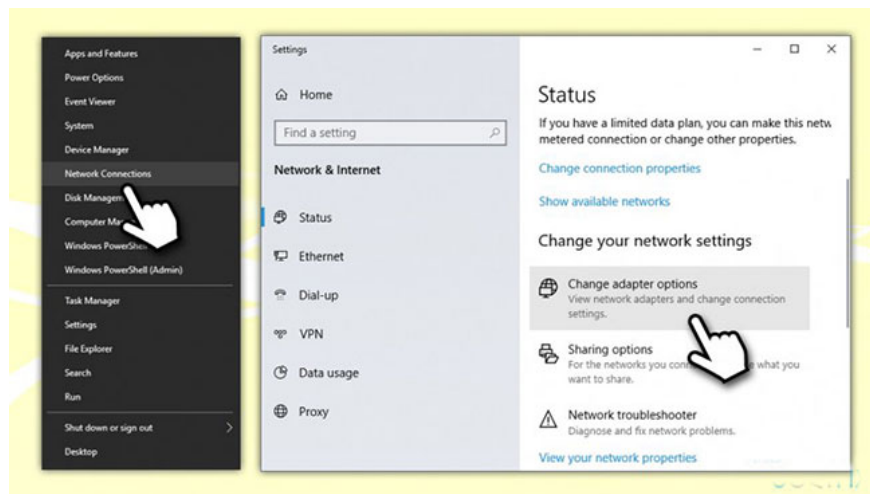 Apps and Features
Power Options
Event Viewer
System
Device Manager
Network Connections
Disk
Computer
Windows
Windows PowerShell (Admin)
Task Manager
Settings
File Explorer
Search
Run
Shut down or sign out
Desktop
Settings
Home
Find a setting
Network & Internet
Status
Ethernet
Dial-up
VPN
Data usage
Proxy
Status
If you have a limited data plan, you can make this
metered connection or change other properties.
Change connection properties
Show available networks
Change your network settings
Change adapter options
View network adapters and change connection
settings.
Sharing options
For the networks you what you
want to share.
Network troubleshooter
Diagnose and fix network problems.
View your network properties